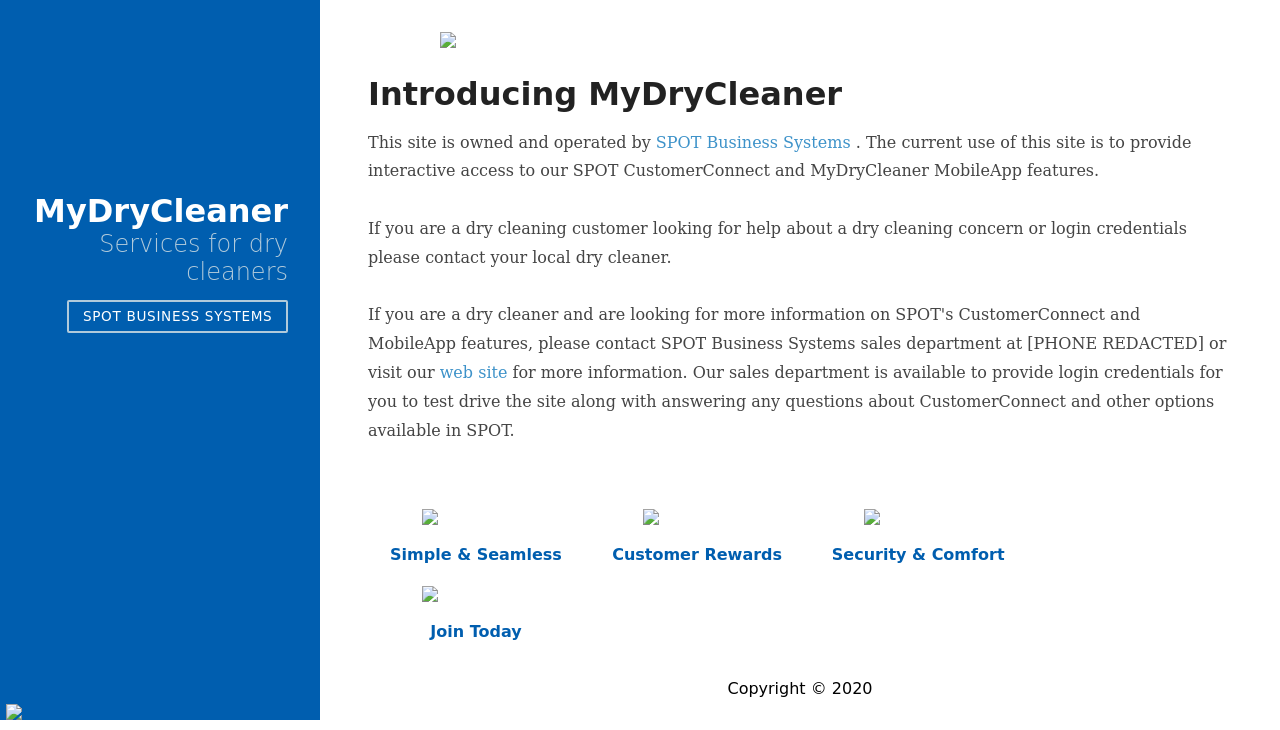 MyDryCleaner
Services for dry
cleaners
SPOT BUSINESS SYSTEMS
Introducing MyDryCleaner
This site is owned and operated by SPOT Business Systems . The current use of this site is to provide
interactive access to our SPOT CustomerConnect and MyDryCleaner MobileApp features.
If you are a dry cleaning customer looking for help about a dry cleaning concern or login credentials
please contact your local dry cleaner.
If you are a dry cleaner and are looking for more information on SPOT's CustomerConnect and
MobileApp features, please contact SPOT Business Systems sales department at [PHONE REDACTED] or
visit our web site for more information. Our sales department is available to provide login credentials for
you to test drive the site along with answering any questions about CustomerConnect and other options
available in SPOT.
Simple & Seamless
Customer Rewards
Security & Comfort
Join Today
Copyright © 2020